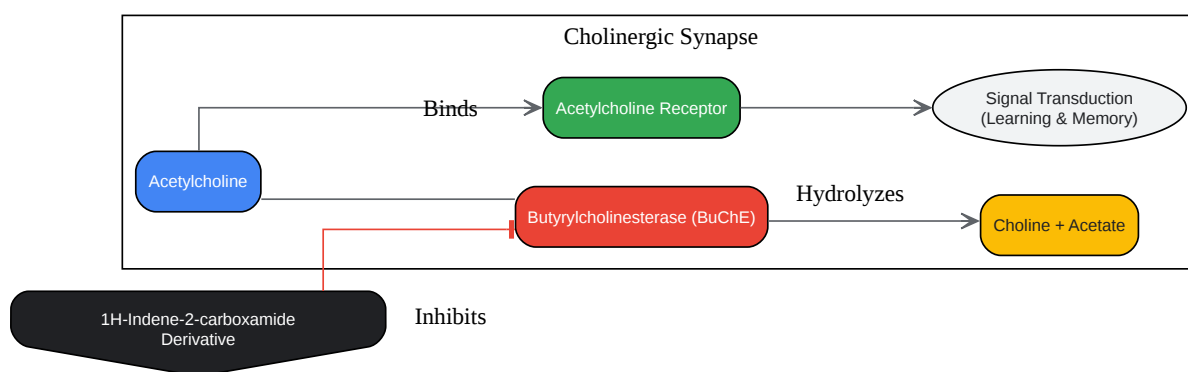 Cholinergic Synapse
Binds
Acetylcholine Receptor
Signal Transduction
(Learning & Memory)
Acetylcholine
Butyrylcholinesterase (BuChE)
Hydrolyzes
Choline + Acetate
1H-Indene-2-carboxamide
Derivative
Inhibits